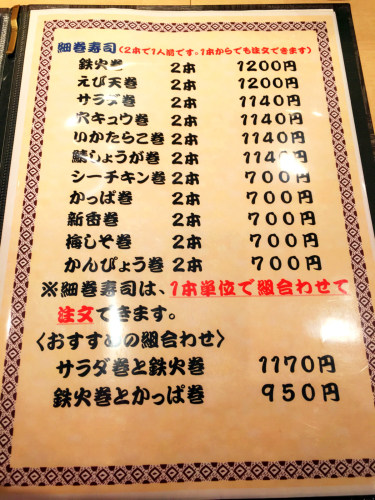 細巻寿司(2本で1人前です。1本からでも注文できます)
鉄火巻 2本 1200円
えび天巻 2本 1200円
サラダ巻 2本 1140円
穴キュウ巻 2本 1140円
いかたらこ巻 2本 1140円
鯵しょうが巻 2本 1140円
シーチキン巻 2本 700円
かっぱ巻 2本 700円
新香巻 2本 700円
梅しそ巻 2本 700円
かんぴょう巻 2本 700円
※細巻寿司は、1本単位で組合わせて
注文できます。
〈おすすめの組合わせ〉
サラダ巻と鉄火巻 1170円
鉄火巻とかっぱ巻 950円